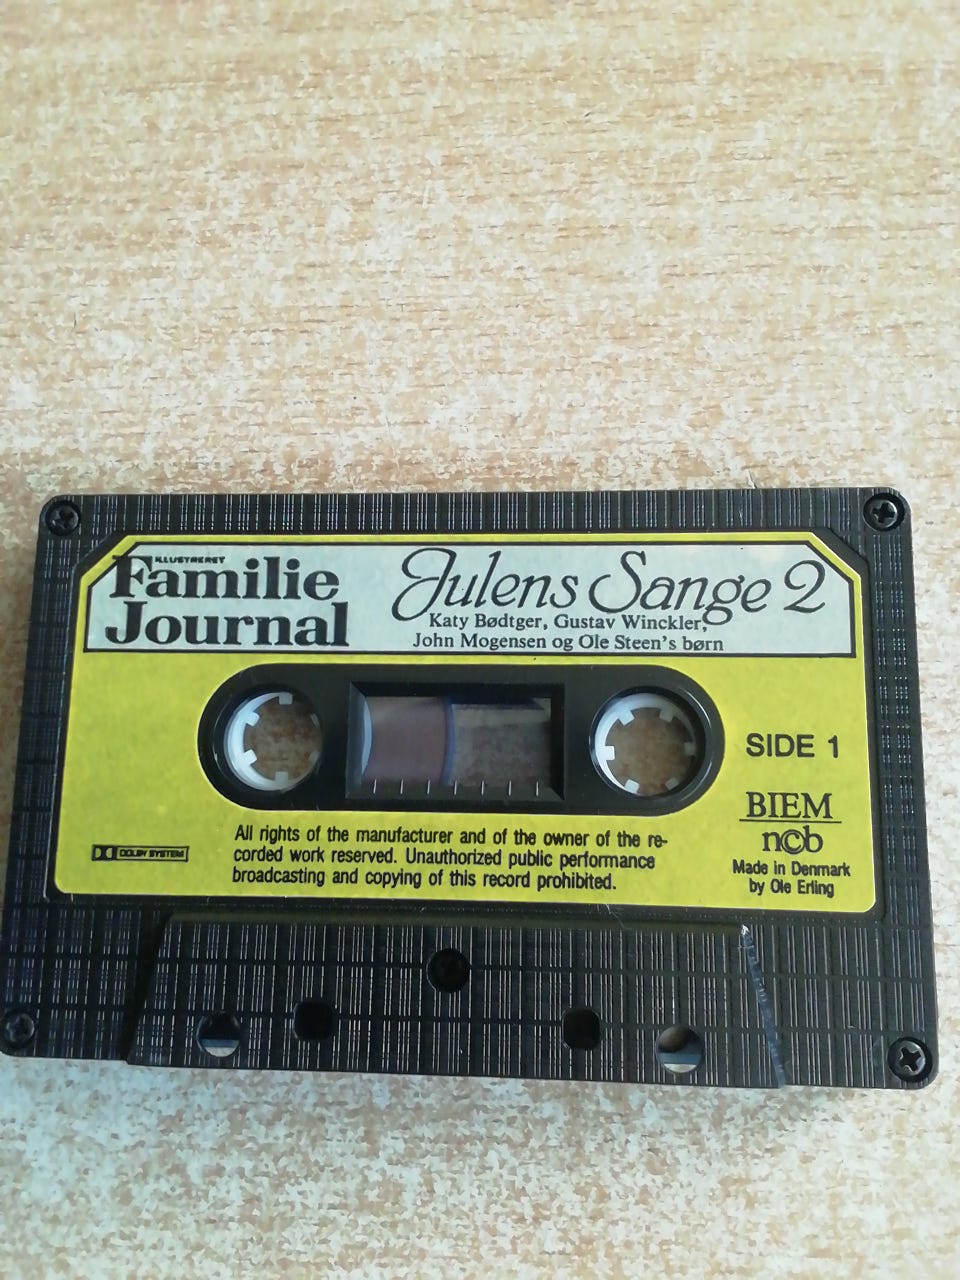 ILLUSTRERET
Familie
Journal
Julens Sange 2
Katy Bødtger, Gustav Winckler,
John Mogensen og Ole Steen's børn
SIDE 1
BIEM
n©b
Made in Denmark
by Ole Erling
All rights of the manufacturer and of the owner of the re-
corded work reserved. Unauthorized public performance
broadcasting and copying of this record prohibited.
DOLBY SYSTEM